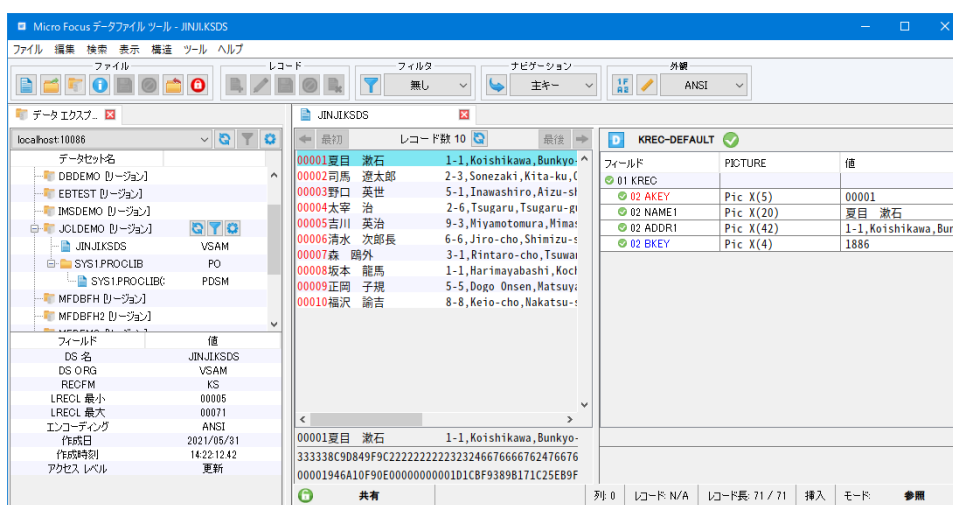 Micro Focus データファイル ツール - JINJI.KSDS
ファイル 編集 検索 表示 構造 ツール ヘルプ
ファイル レコード フィルタ ナビゲーション 外観
無し 主キー ANSI
データ エクスプ... JINJI.KSDS
localhost:10086
データセット名
DBDEMO [リージョン]
EBTEST [リージョン]
IMSDEMO [リージョン]
JCLDEMO [リージョン]
JINJI.KSDS VSAM
SYS1.PROCLIB PO
SYS1.PROCLIB( PDSM
MFDBFH [リージョン]
MFDBFH2 [リージョン]
フィールド 値
DS 名 JINJI.KSDS
DS ORG VSAM
RECFM KS
LRECL 最小 00005
LRECL 最大 00071
エンコーディング ANSI
作成日 2021/05/31
作成時刻 14:22:12.42
アクセス レベル 更新
最初 レコード数 10 最後
00001夏目 漱石 1-1,Koishikawa,Bunkyo-
00002司馬 遼太郎 2-3,Sonezaki,Kita-ku,
00003野口 英世 5-1,Inawashiro,Aizu-
00004太宰 治 2-6,Tsugaru,Tsugaru-
00005吉川 英治 9-3,Miyamotomura,Mima
00006清水 次郎長 6-6,Jiro-cho,Shimizu-
00007森 鴎外 3-1,Rintaro-cho,Tsuwa
00008坂本 龍馬 1-1,Harimayabashi,Koc
00009正岡 子規 5-5,Dogo Onsen,Matsuy
00010福沢 諭吉 8-8,Keio-cho,Nakatsu-
00001夏目 漱石 1-1,Koishikawa,Bunkyo-
KREC-DEFAULT
フィールド PICTURE 値
01 KREC
02 AKEY Pic X(5) 00001
02 NAME1 Pic X(20) 夏目 漱石
02 ADDR1 Pic X(42) 1-1,Koishikawa,Bun
02 BKEY Pic X(4) 1886
共有 列: 0 レコード: N/A レコード長: 71 / 71 挿入 モード: 参照